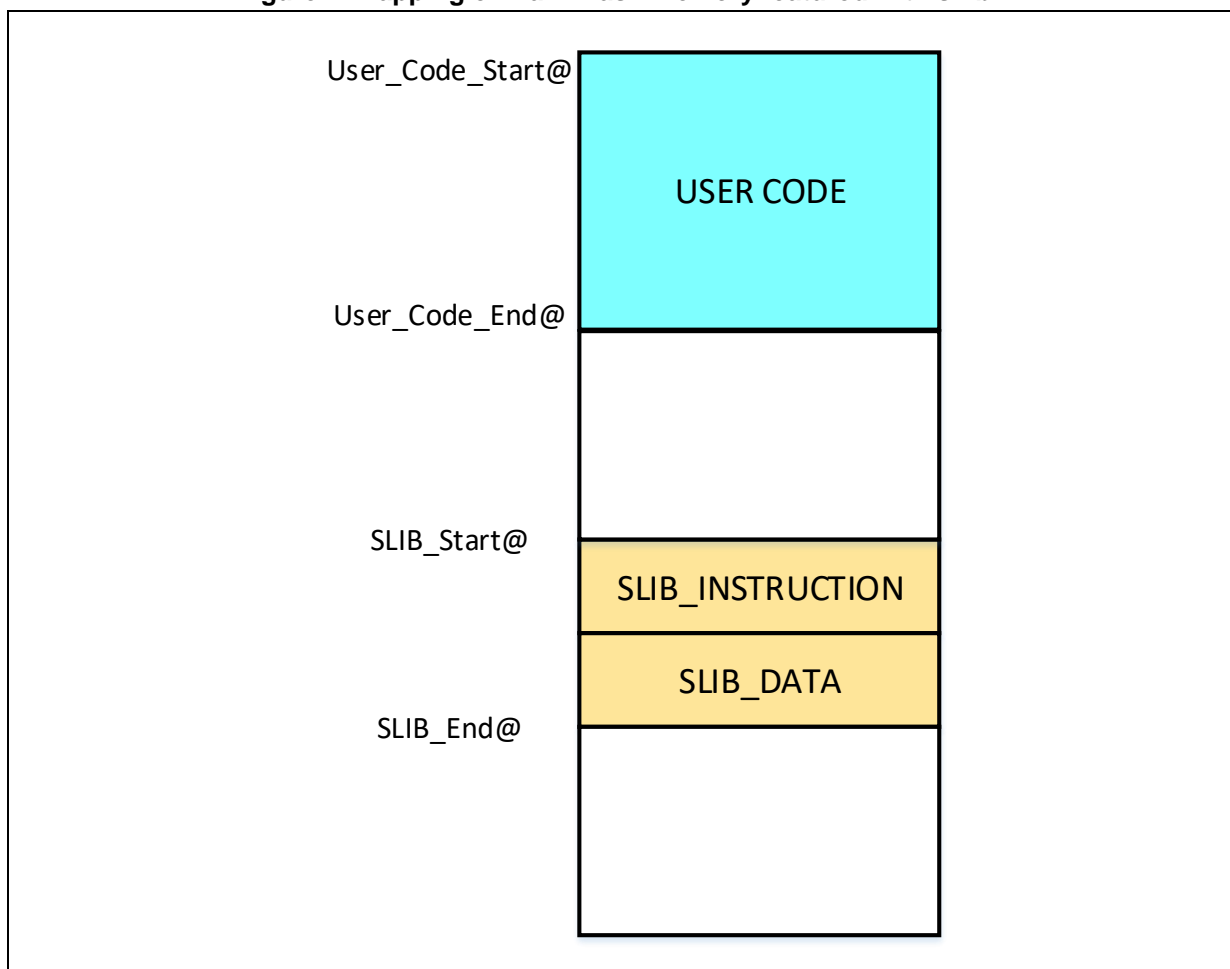 User_Code_Start@
USER CODE
User_Code_End@
SLIB_Start@
SLIB_INSTRUCTION
SLIB_DATA
SLIB_End@